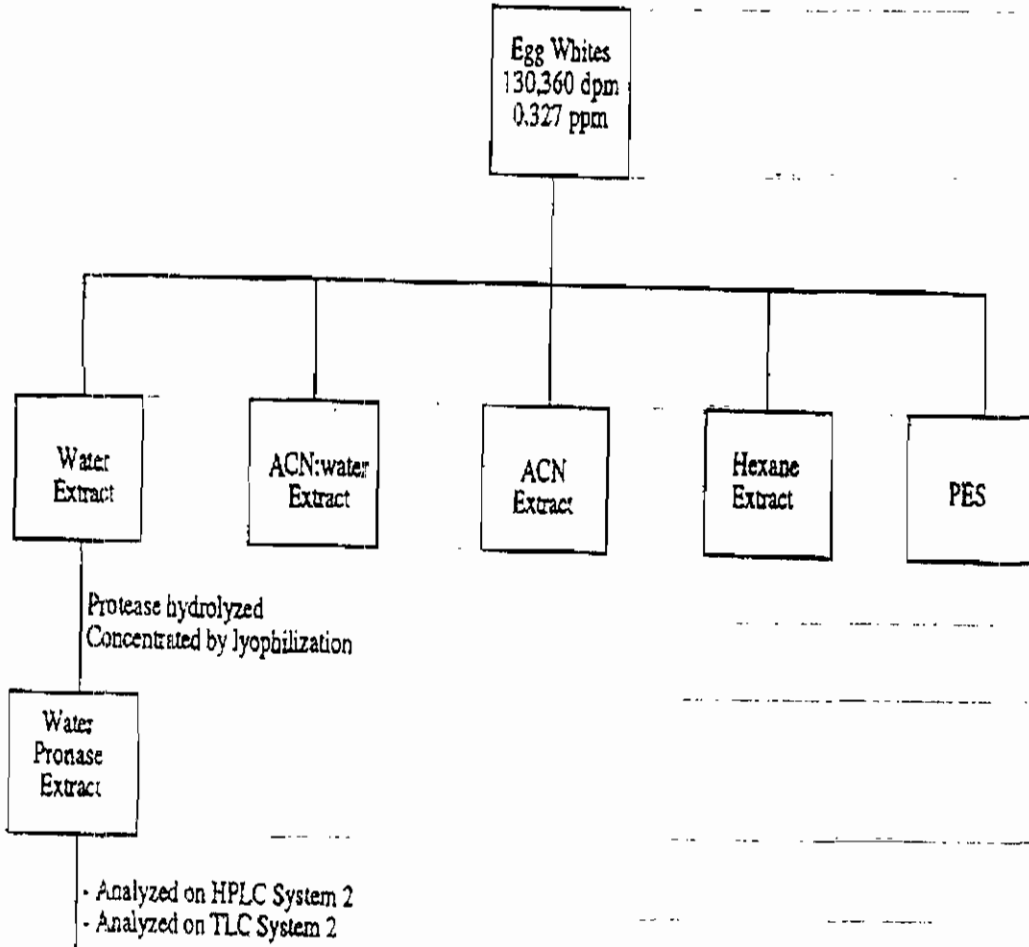 Egg Whites
130,360 dpm
0.327 ppm
Water
Extract
ACN:water
Extract
ACN
Extract
Hexane
Extract
PES
Protease hydrolyzed
Concentrated by lyophilization
Water
Pronase
Extract
- Analyzed on HPLC System 2
- Analyzed on TLC System 2